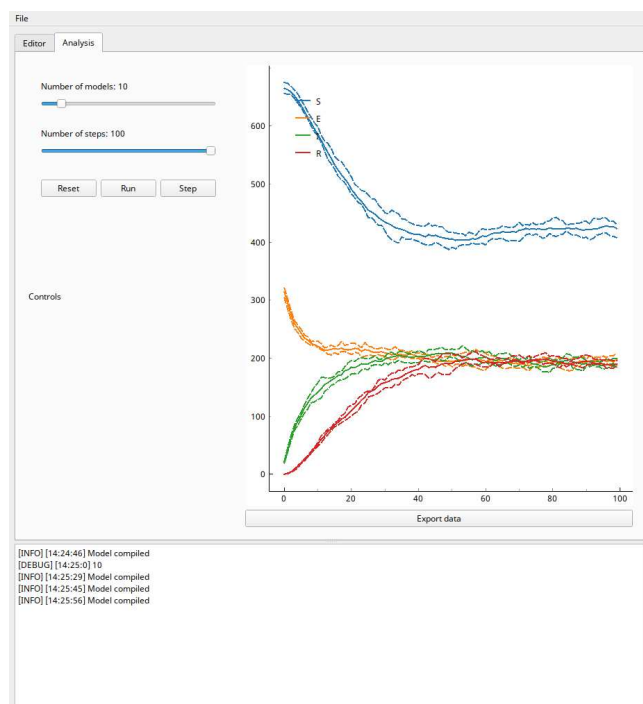 File
Editor Analysis
Number of models: 10
Number of steps: 100
Reset Run Step
Controls
S
E
R
600
500
400
300
200
100
0
0 20 40 60 80 100
Export data
[INFO] [14:24:46] Model compiled
[DEBUG] [14:25:0] 10
[INFO] [14:25:29] Model compiled
[INFO] [14:25:45] Model compiled
[INFO] [14:25:56] Model compiled